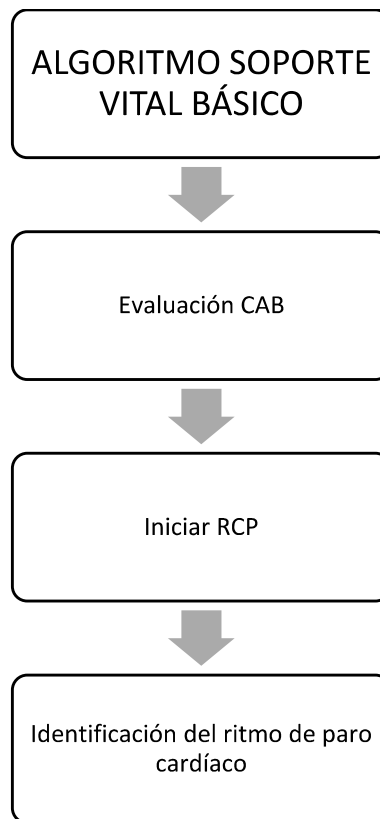 ALGORITMO SOPORTE
VITAL BÁSICO
Evaluación CAB
Iniciar RCP
Identificación del ritmo de paro
cardíaco